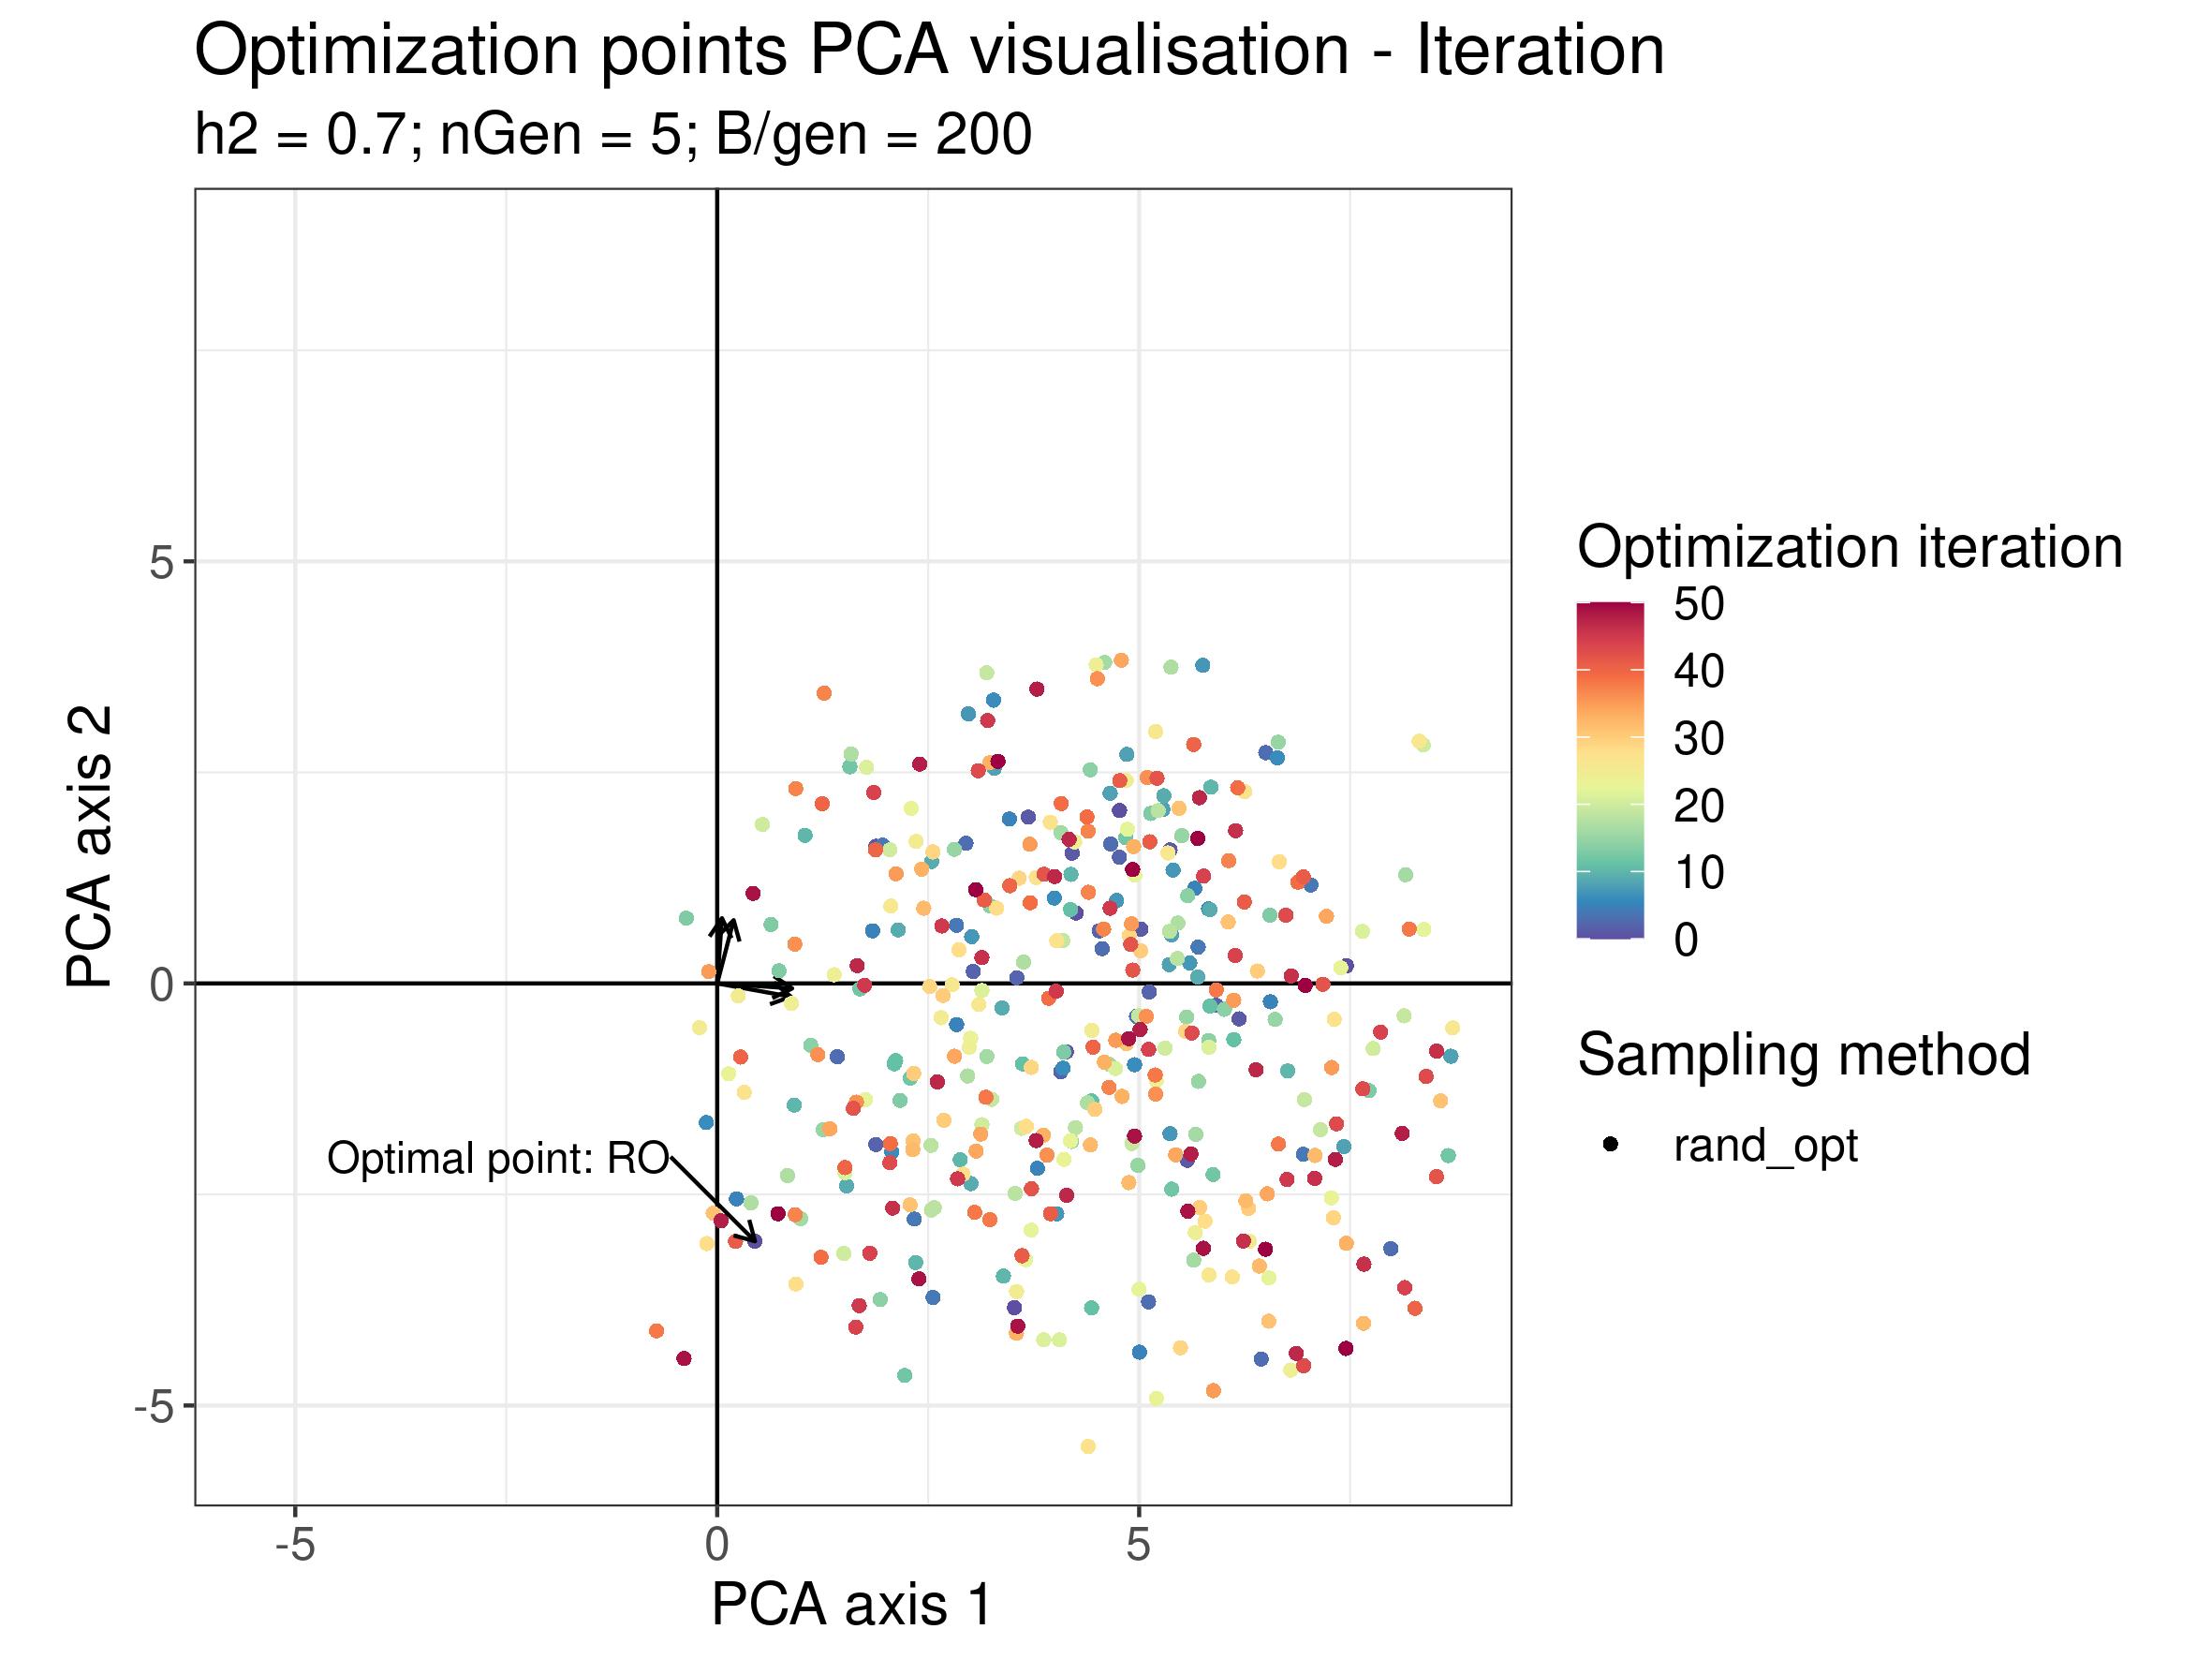 Optimization points PCA visualisation - Iteration
h2 = 0.7; nGen = 5; B/gen = 200
5
0
-5
PCA axis 2
Optimal point: RO
-5
0
5
PCA axis 1
Optimization iteration
50
40
30
20
10
0
Sampling method
rand_opt